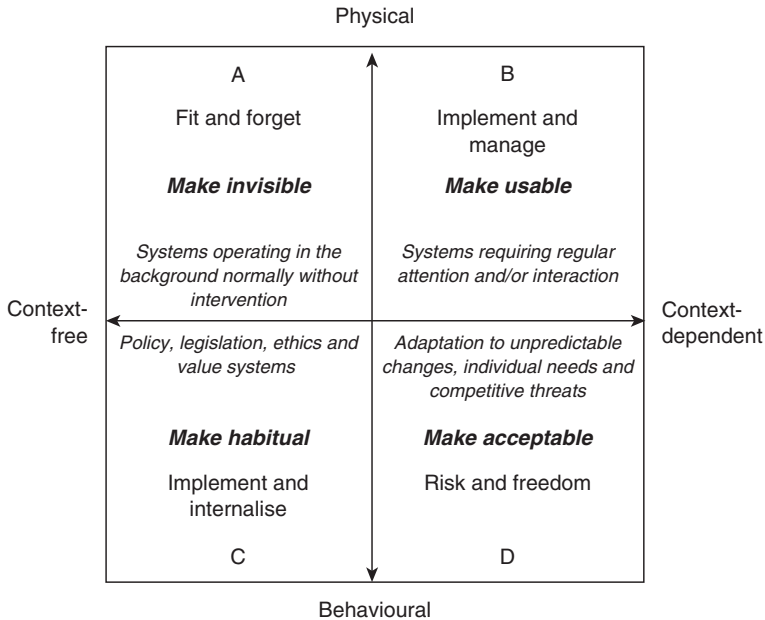 Physical
A
B
Fit and forget
Implement and
manage
Make invisible
Make usable
Systems operating in the
background normally without
intervention
Systems requiring regular
attention and/or interaction
Context-
free
Context-
dependent
Policy, legislation, ethics and
value systems
Adaptation to unpredictable
changes, individual needs and
competitive threats
Make habitual
Make acceptable
Implement and
internalise
Risk and freedom
C
D
Behavioural